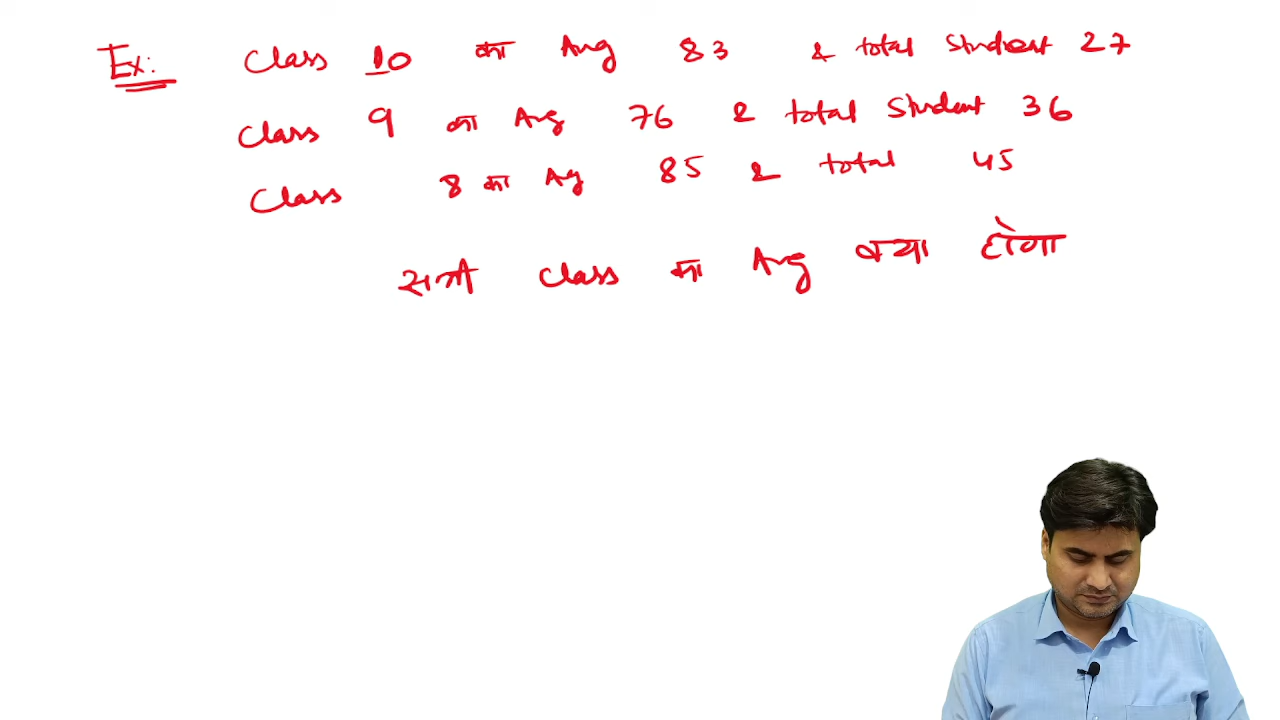 Ex: Class 10 का Avg 83 & total Student 27
Class 9 का Avg 76 & total Student 36
Class 8 का Avg 85 & total 45
सभी Class का Avg क्या होगा